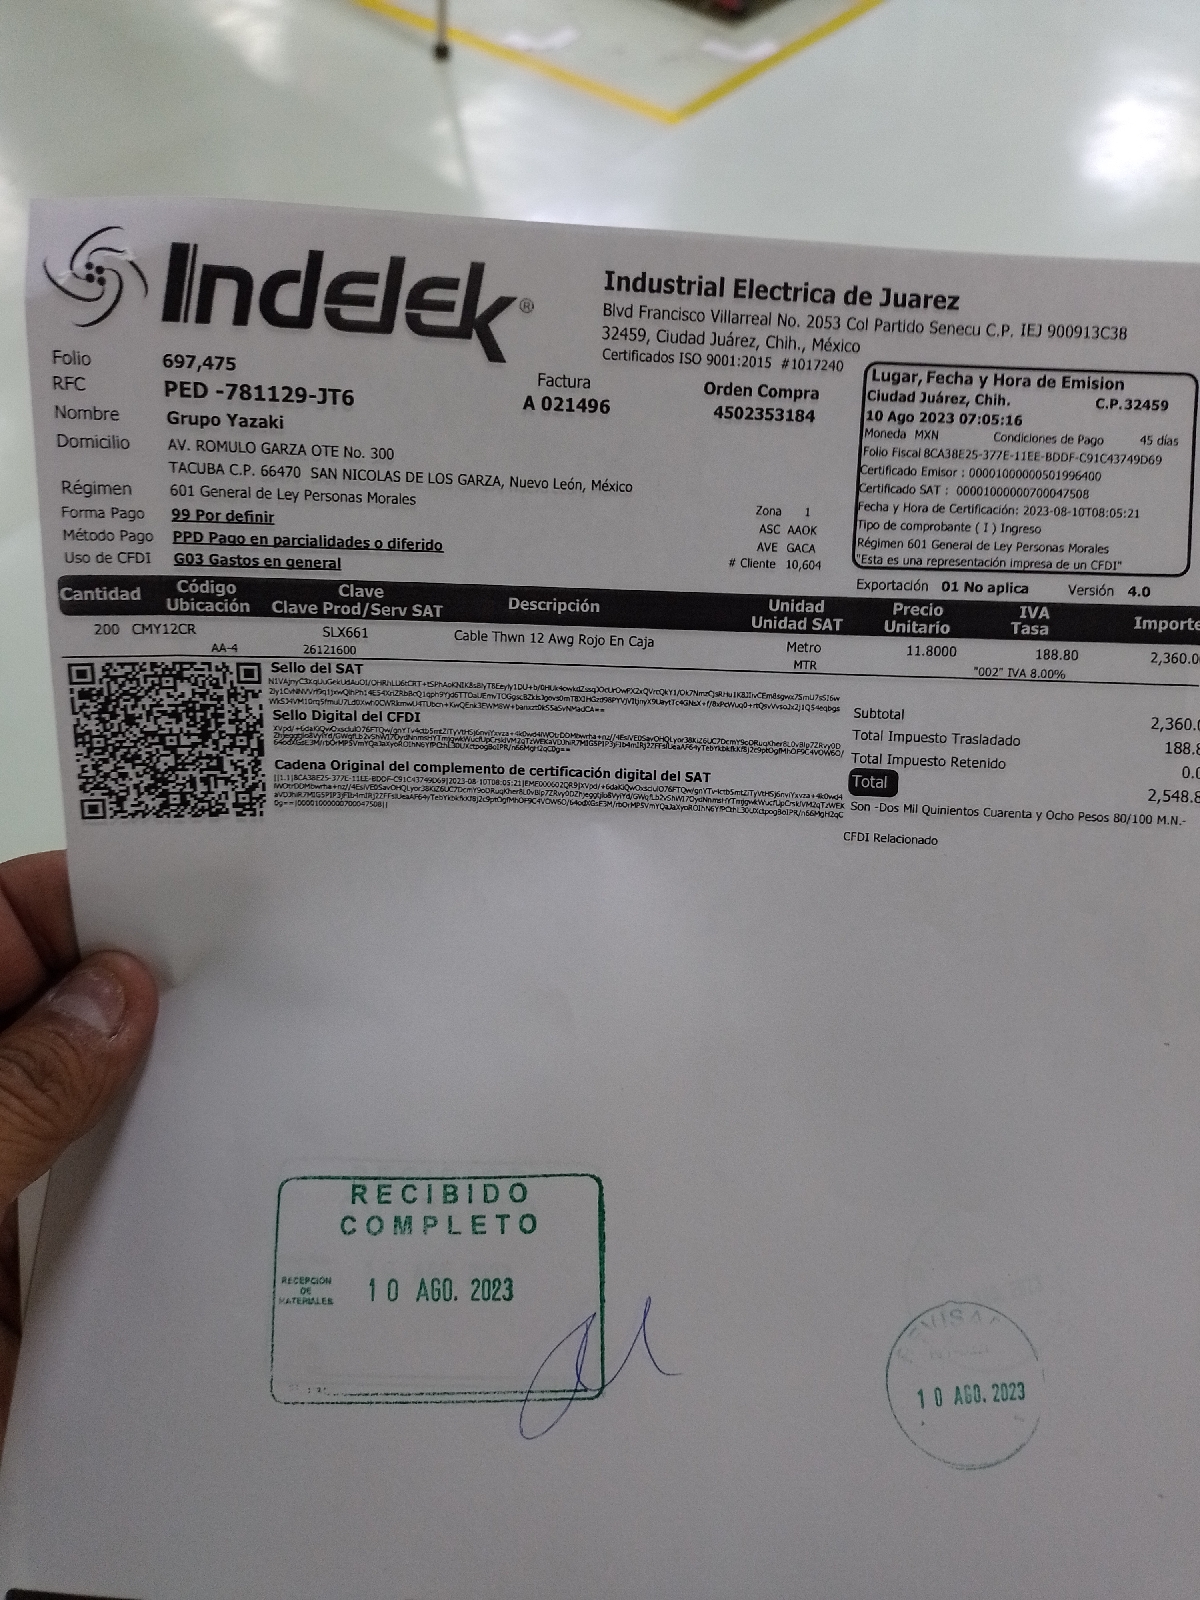 Indelek®
Industrial Electrica de Juarez
Blvd Francisco Villarreal No. 2053 Col Partido Senecu C.P. IEJ 900913C38
32459, Ciudad Juárez, Chih., México
Certificados ISO 9001:2015 #1017240
Folio 697,475
RFC PED -781129-JT6
Nombre Grupo Yazaki
Domicilio AV. ROMULO GARZA OTE No. 300
TACUBA C.P. 66470 SAN NICOLAS DE LOS GARZA, Nuevo León, México
Régimen 601 General de Ley Personas Morales
Forma Pago 99 Por definir
Método Pago PPD Pago en parcialidades o diferido
Uso de CFDI G03 Gastos en general
Factura
A 021496
Orden Compra
4502353184
Zona 1
ASC AAOK
AVE GACA
# Cliente 10,604
Lugar, Fecha y Hora de Emision
Ciudad Juárez, Chih. C.P.32459
10 Ago 2023 07:05:16
Moneda MXN Condiciones de Pago 45 días
Folio Fiscal 8CA38E25-377E-11EE-BDDF-C91C43749D69
Certificado Emisor : 00001000000501996400
Certificado SAT : 00001000000700047508
Fecha y Hora de Certificación: 2023-08-10T08:05:21
Tipo de comprobante ( I ) Ingreso
Régimen 601 General de Ley Personas Morales
"Esta es una representación impresa de un CFDI"
Exportación 01 No aplica Versión 4.0
Cantidad Código Clave Descripción Unidad Precio IVA Importe
Ubicación Clave Prod/Serv SAT Unidad SAT Unitario Tasa
200 CMY12CR SLX661 Cable Thwn 12 Awg Rojo En Caja Metro 11.8000 188.80 2,360.0
AA-4 26121600 MTR "002" IVA 8.00%
Sello del SAT
Sello Digital del CFDI
Cadena Original del complemento de certificación digital del SAT
Subtotal 2,360.0
Total Impuesto Trasladado 188.8
Total Impuesto Retenido 0.0
Total 2,548.8
Son -Dos Mil Quinientos Cuarenta y Ocho Pesos 80/100 M.N.-
CFDI Relacionado
RECIBIDO
COMPLETO
RECEPCION
DE
MATERIALES
10 AGO. 2023
10 AGO. 2023